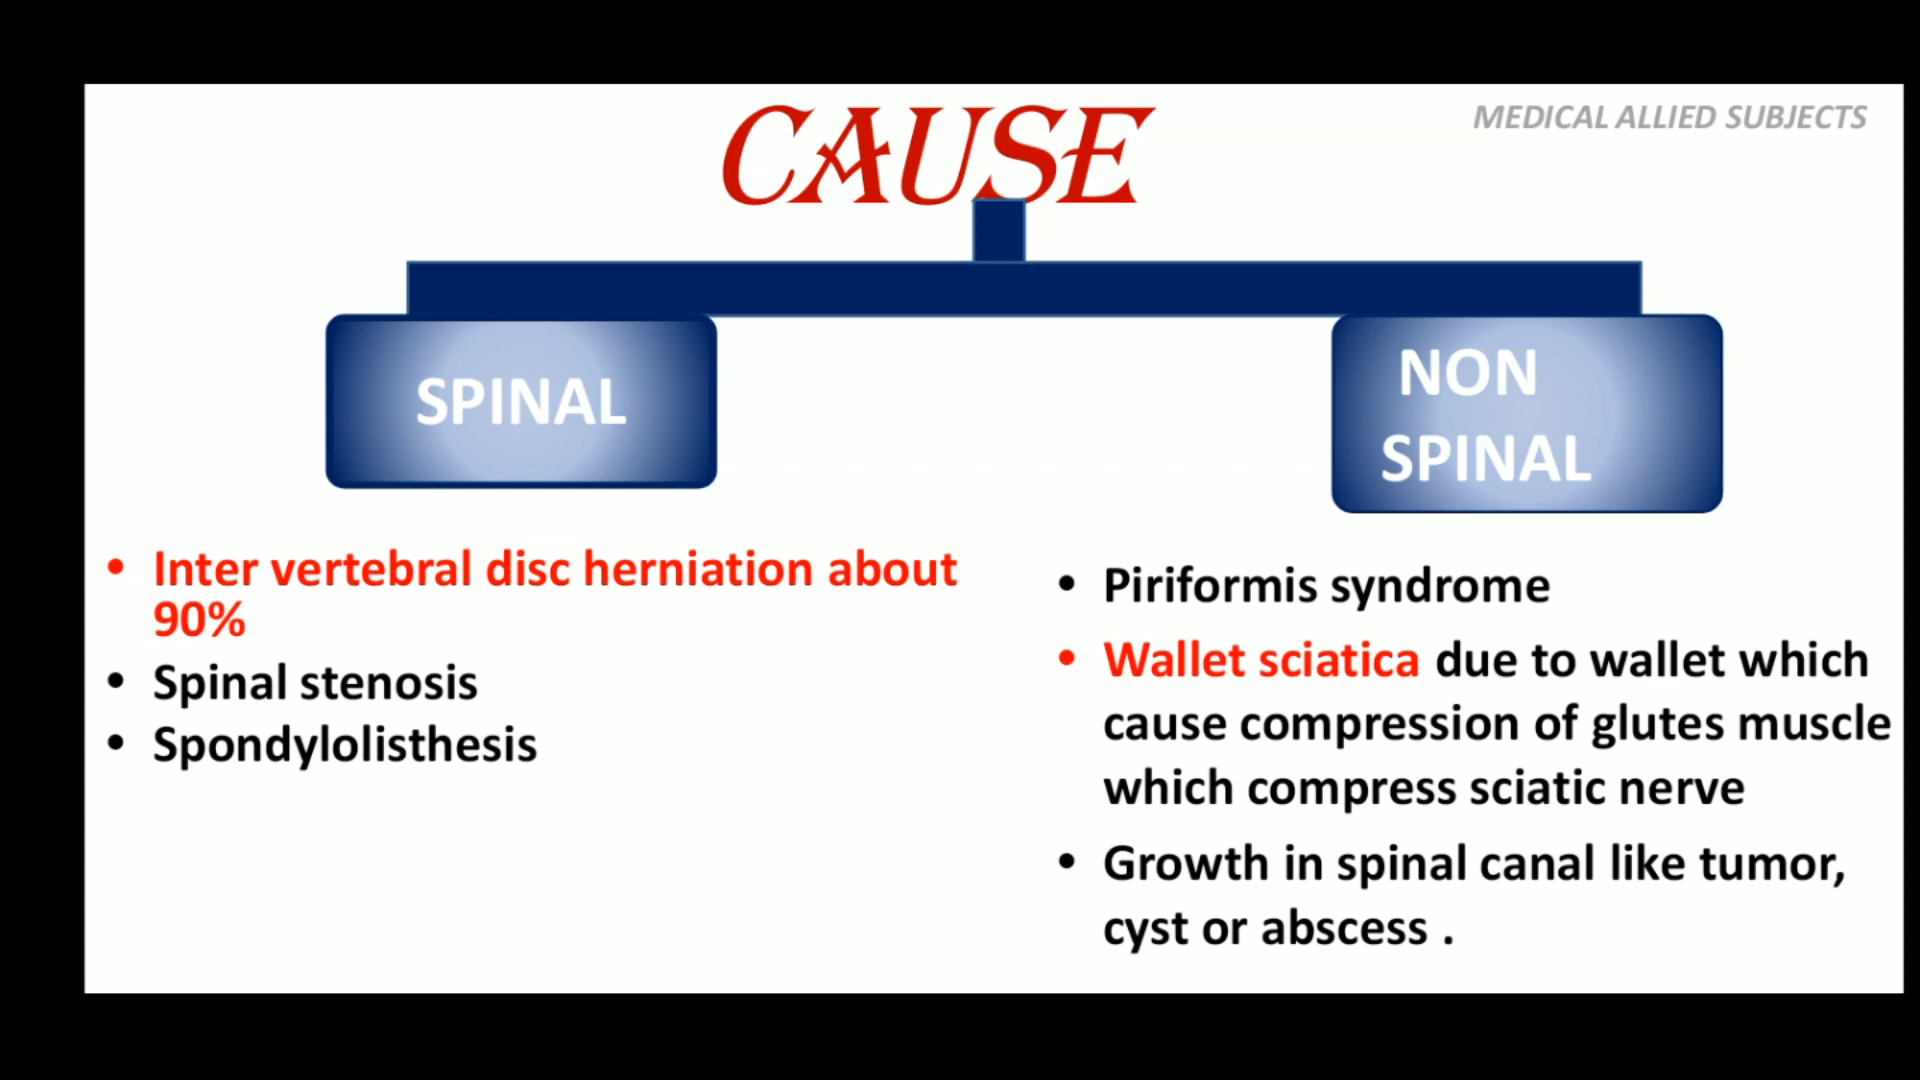 CAUSE
MEDICAL ALLIED SUBJECTS
SPINAL
NON
SPINAL
• Inter vertebral disc herniation about
90%
• Spinal stenosis
• Spondylolisthesis
• Piriformis syndrome
• Wallet sciatica due to wallet which
cause compression of glutes muscle
which compress sciatic nerve
• Growth in spinal canal like tumor,
cyst or abscess .